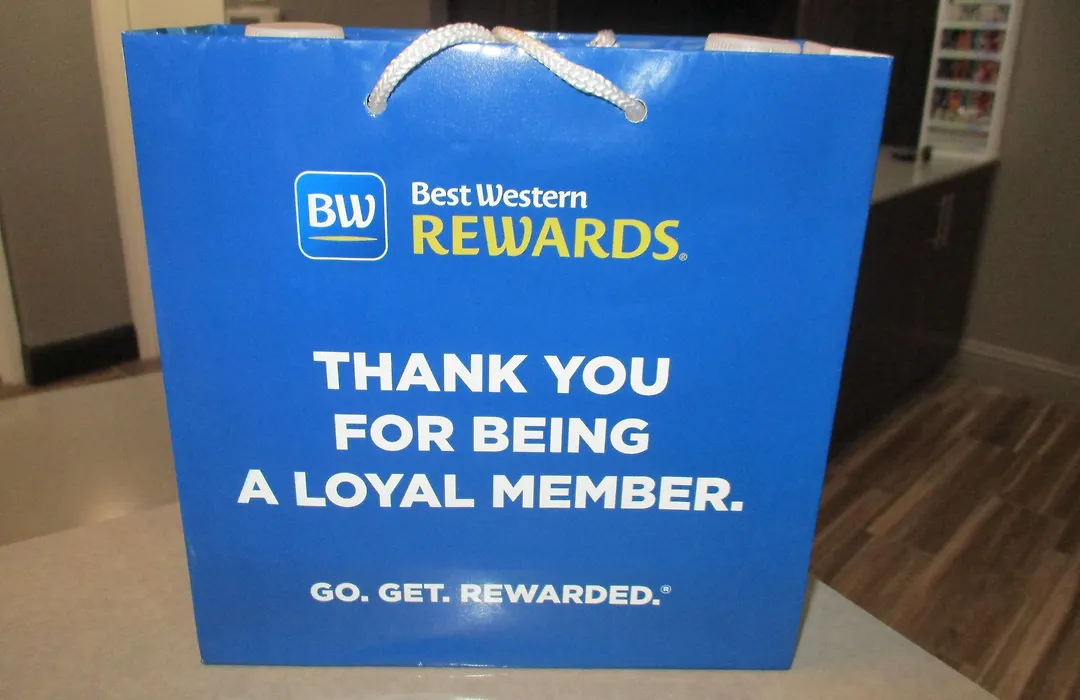 BW
Best Western
REWARDS®
THANK YOU
FOR BEING
A LOYAL MEMBER.
GO. GET. REWARDED.®